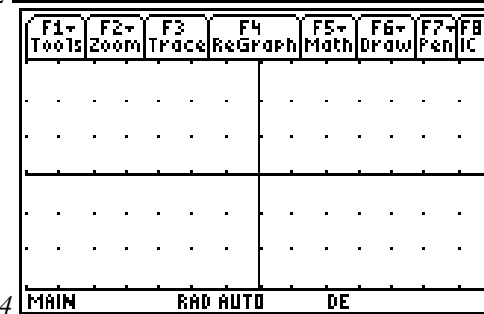 F1▾ F2▾ F3 F4 F5▾ F6▾ F7▾ F8
Tools Zoom Trace ReGraph Math Draw Pen IC
4
MAIN RAD AUTO DE